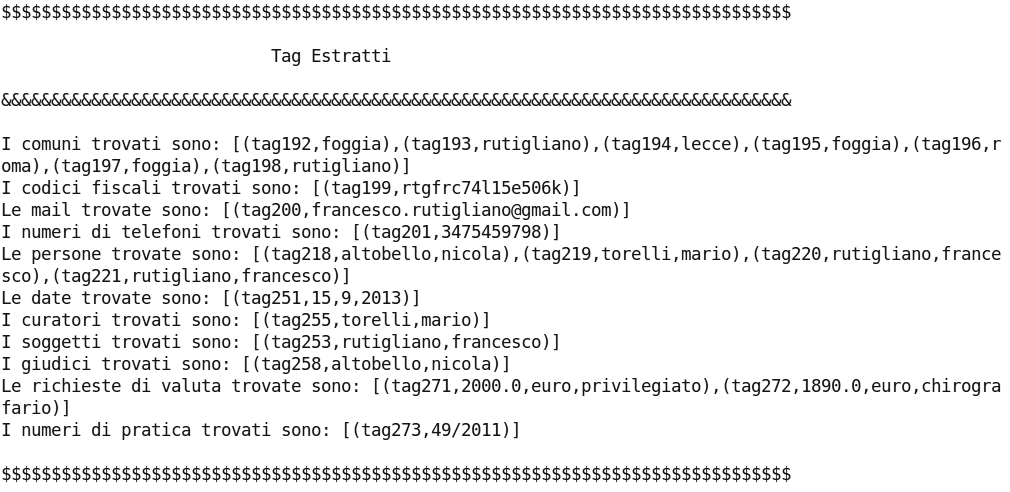 $$$$$$$$$$$$$$$$$$$$$$$$$$$$$$$$$$$$$$$$$$$$$$$$$$$$$$$$$$$$$$$$$$$$$$$$$$$$$$$
Tag Estratti
&&&&&&&&&&&&&&&&&&&&&&&&&&&&&&&&&&&&&&&&&&&&&&&&&&&&&&&&&&&&&&&&&&&&&&&&&&&&&&&
I comuni trovati sono: [(tag192,foggia),(tag193,rutigliano),(tag194,lecce),(tag195,foggia),(tag196,r
oma),(tag197,foggia),(tag198,rutigliano)]
I codici fiscali trovati sono: [(tag199,rtgfrc74l15e506k)]
Le mail trovate sono: [(tag200,francesco.rutigliano@gmail.com)]
I numeri di telefoni trovati sono: [(tag201,3475459798)]
Le persone trovate sono: [(tag218,altobello,nicola),(tag219,torelli,mario),(tag220,rutigliano,france
sco),(tag221,rutigliano,francesco)]
Le date trovate sono: [(tag251,15,9,2013)]
I curatori trovati sono: [(tag255,torelli,mario)]
I soggetti trovati sono: [(tag253,rutigliano,francesco)]
I giudici trovati sono: [(tag258,altobello,nicola)]
Le richieste di valuta trovate sono: [(tag271,2000.0,euro,privilegiato),(tag272,1890.0,euro,chirogra
fario)]
I numeri di pratica trovati sono: [(tag273,49/2011)]
$$$$$$$$$$$$$$$$$$$$$$$$$$$$$$$$$$$$$$$$$$$$$$$$$$$$$$$$$$$$$$$$$$$$$$$$$$$$$$$